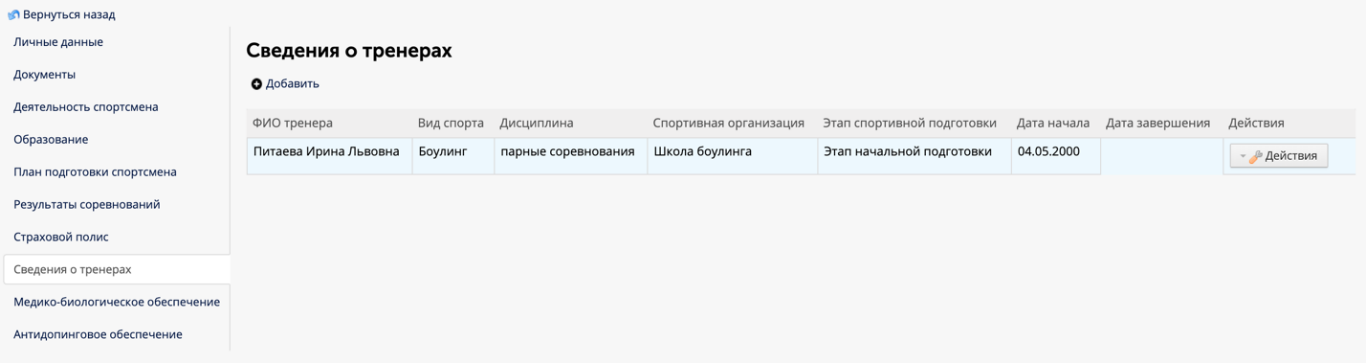 Вернуться назад
Личные данные
Документы
Деятельность спортсмена
Образование
План подготовки спортсмена
Результаты соревнований
Страховой полис
Сведения о тренерах
Медико-биологическое обеспечение
Антидопинговое обеспечение
Сведения о тренерах
Добавить
ФИО тренера Вид спорта Дисциплина Спортивная организация Этап спортивной подготовки Дата начала Дата завершения Действия
Питаева Ирина Львовна Боулинг парные соревнования Школа боулинга Этап начальной подготовки 04.05.2000 Действия